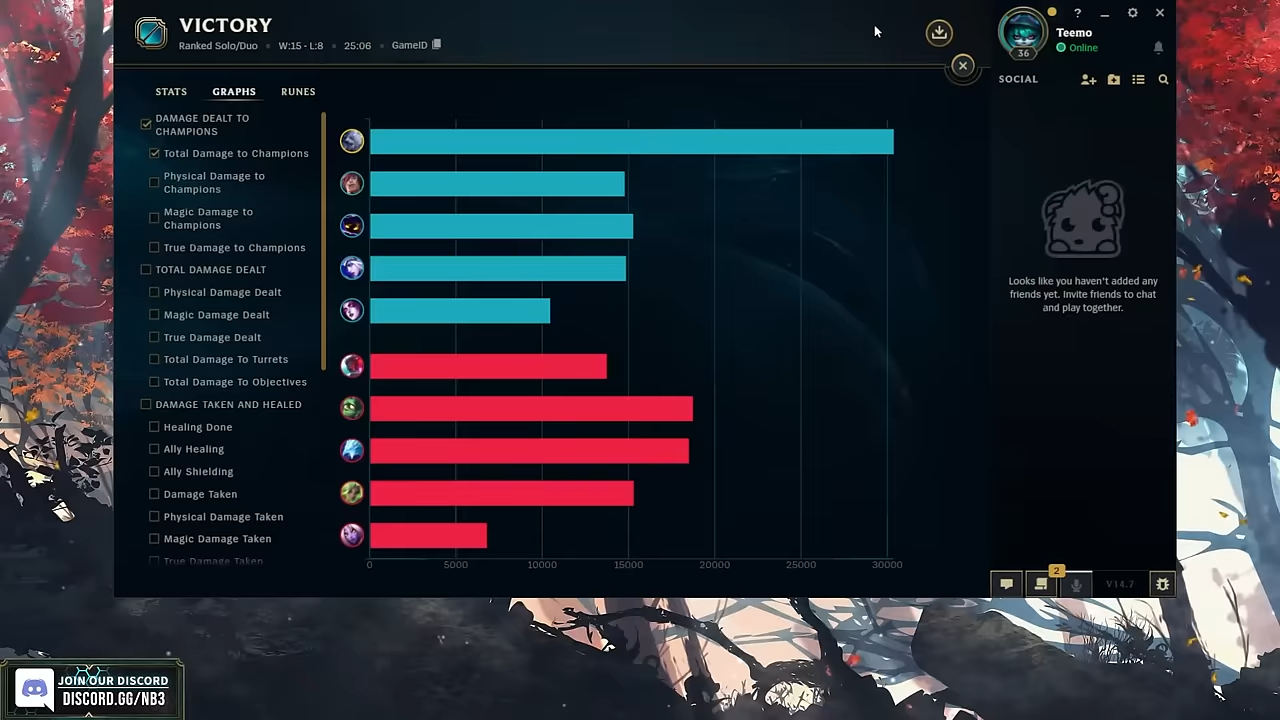 VICTORY
Ranked Solo/Duo • W:15 - L:8 • 25:06 • GameID
36
Teemo
Online
?
SOCIAL
STATS GRAPHS RUNES
DAMAGE DEALT TO
CHAMPIONS
Total Damage to Champions
Physical Damage to
Champions
Magic Damage to
Champions
True Damage to Champions
TOTAL DAMAGE DEALT
Physical Damage Dealt
Magic Damage Dealt
True Damage Dealt
Total Damage To Turrets
Total Damage To Objectives
DAMAGE TAKEN AND HEALED
Healing Done
Ally Healing
Ally Shielding
Damage Taken
Physical Damage Taken
Magic Damage Taken
True Damage Taken
0 5000 10000 15000 20000 25000 30000
Looks like you haven't added any
friends yet. Invite friends to chat
and play together.
2
V14.7
JOIN OUR DISCORD
DISCORD.GG/NB3